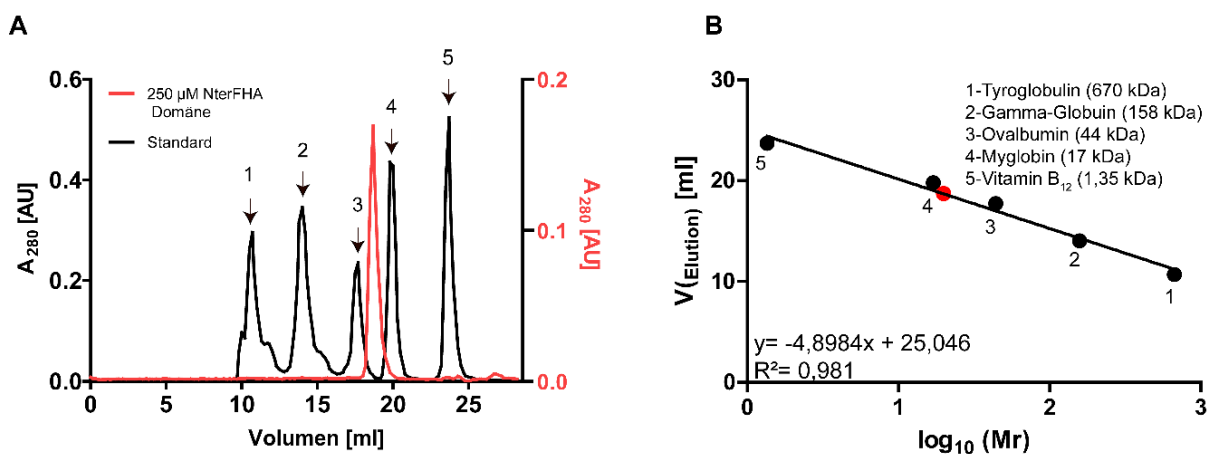 A
0.6
0.4
0.2
0.0
A280 [AU]
0
5
10
15
20
25
Volumen [ml]
0.2
0.1
0.0
A280 [AU]
250 µM NterFHA
Domäne
Standard
1
2
3
4
5
B
30
20
10
0
V(Elution) [ml]
0
1
2
3
log10 (Mr)
1-Tyroglobulin (670 kDa)
2-Gamma-Globuin (158 kDa)
3-Ovalbumin (44 kDa)
4-Myglobin (17 kDa)
5-Vitamin B12 (1,35 kDa)
5
4
3
2
1
y= -4,8984x + 25,046
R²= 0,981